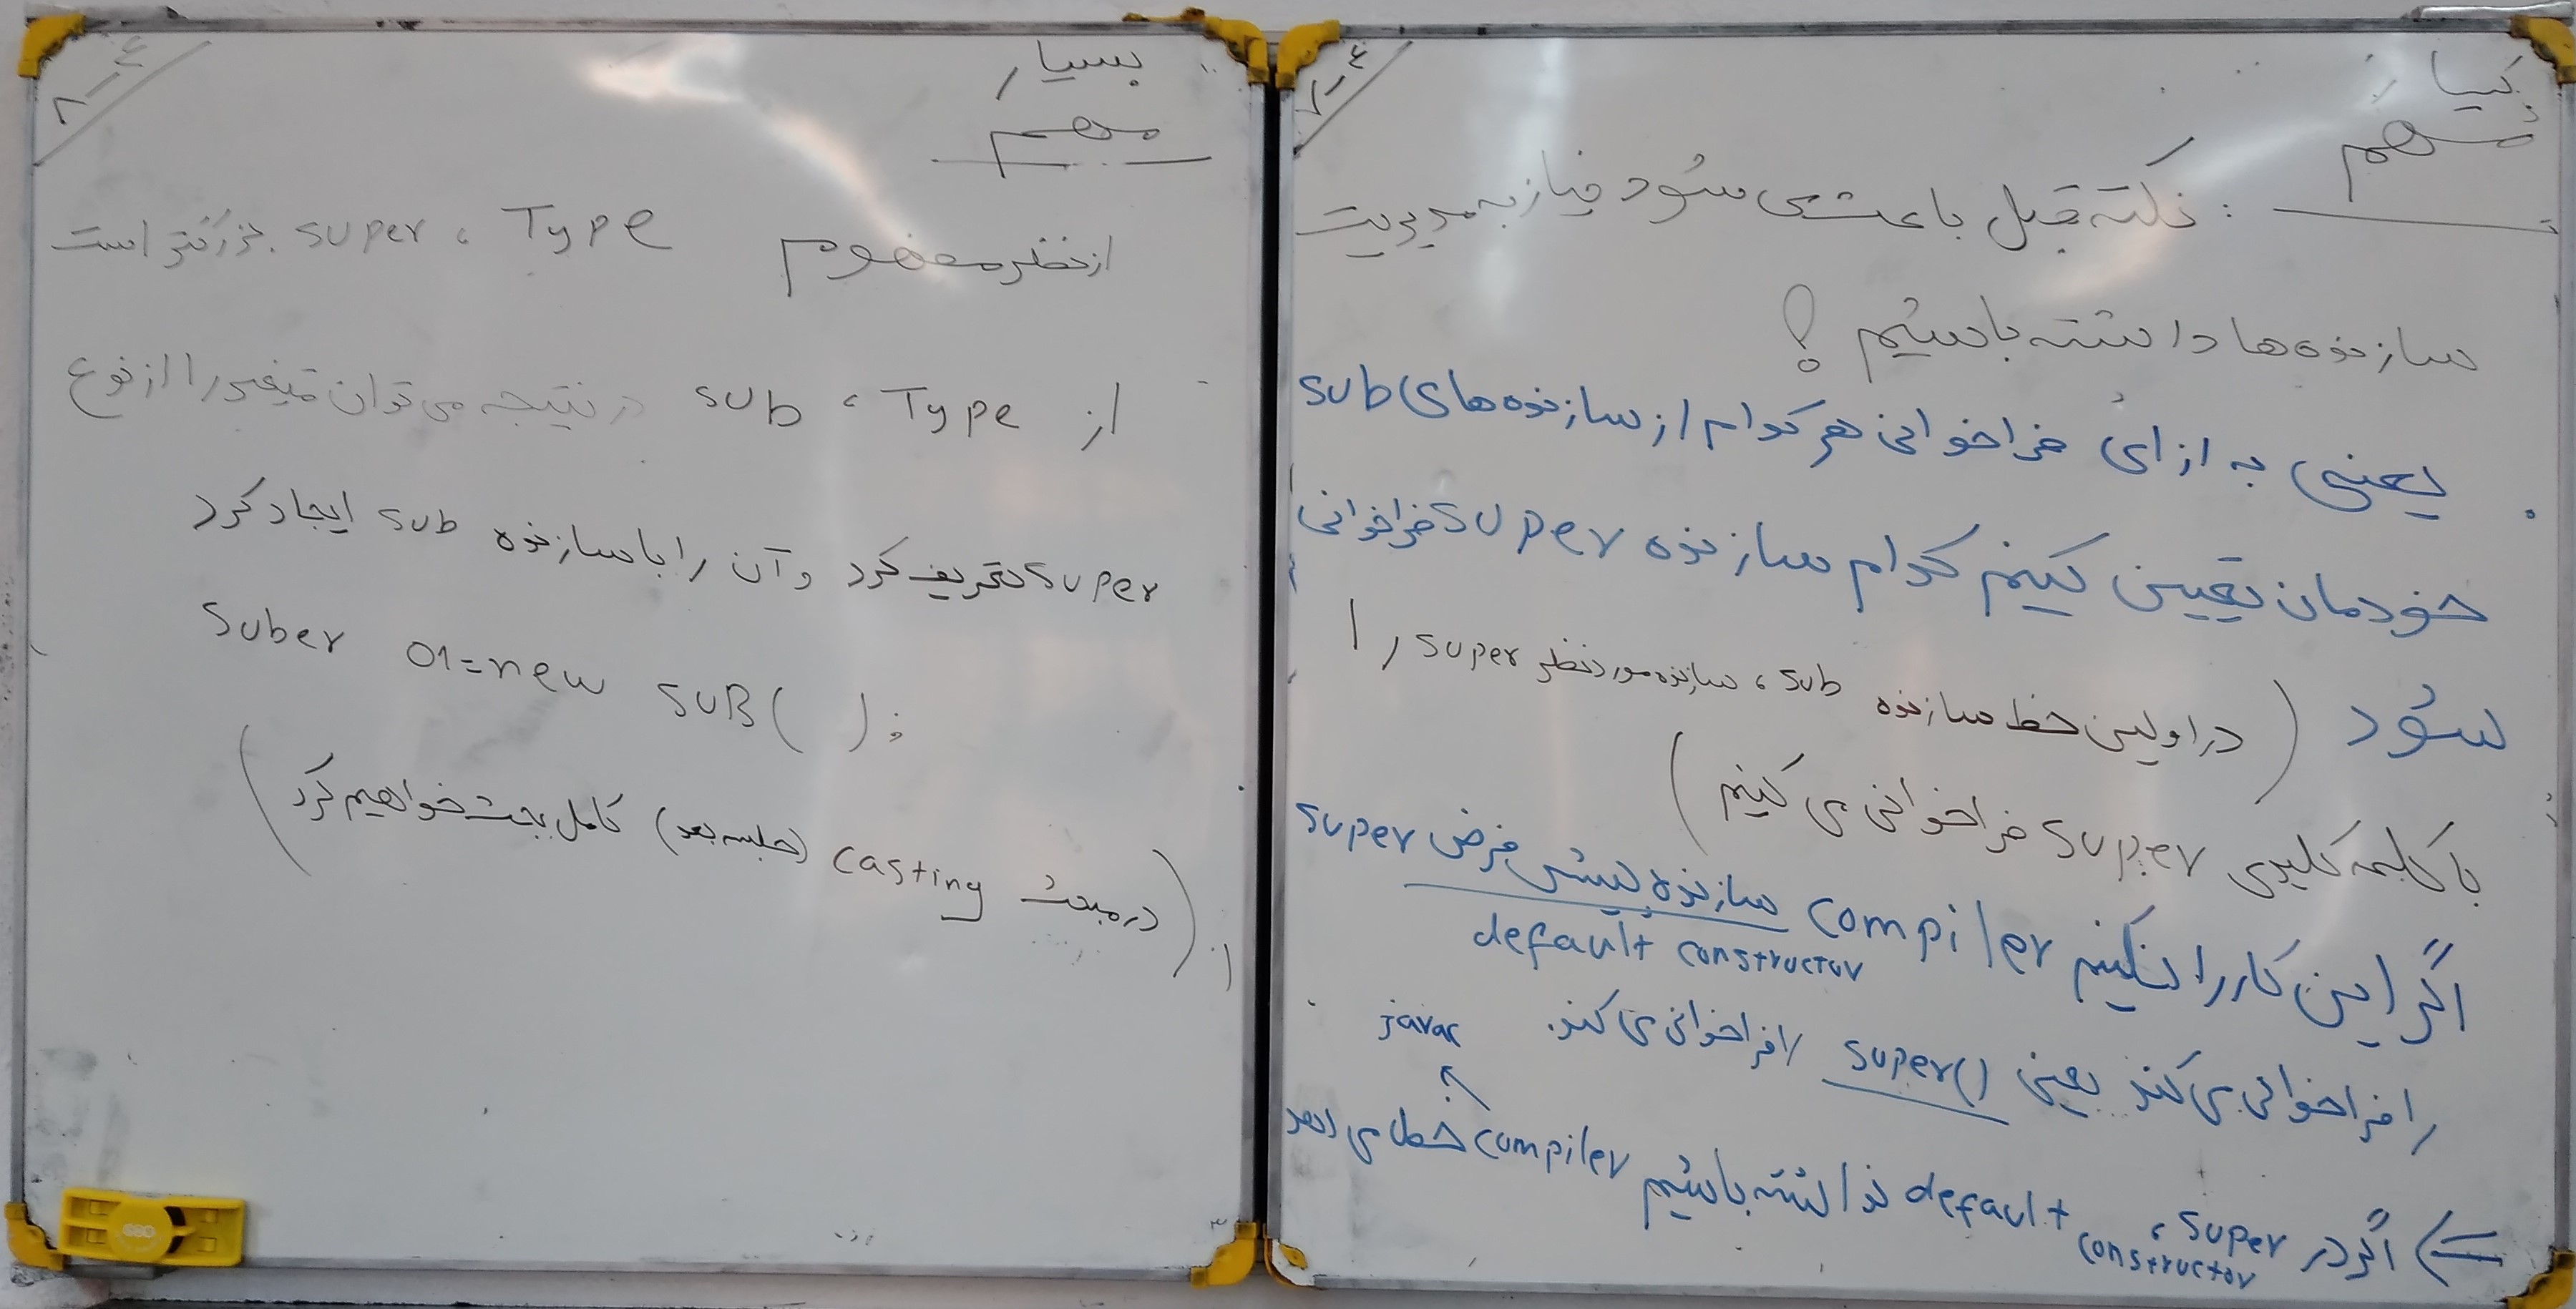 ۴-۱
بسیار
مهم : نکته قبل باعث می شود نیاز به مدیریت
سازنده ها داشته باشیم !
یعنی به ازای فراخوانی هر کدام از سازنده های sub
خودمان تعیین کنیم کدام سازنده super فراخوانی
شود ( در اولین خط سازنده sub ، سازنده مورد نظر super را
با کلمه کلیدی super فراخوانی می کنیم )
اگر این کار را نکنیم compiler سازنده پیش فرض super
default constructor
را فراخوانی می کند یعنی super() را فراخوانی می کند.
javac
⇐ اگر در super ، default constructor نداشته باشیم compiler خطا می دهد
۴-۲
بسیار
مهم
از نظر مفهوم Type ، super بزرگتر است
از Type ، sub در نتیجه می توان متغیر را از نوع
super تعریف کرد و آن را با سازنده sub ایجاد کرد
Suber o1=new SUB( );
( در مبحث casting (جلسه بعد) کامل بحث خواهیم کرد )